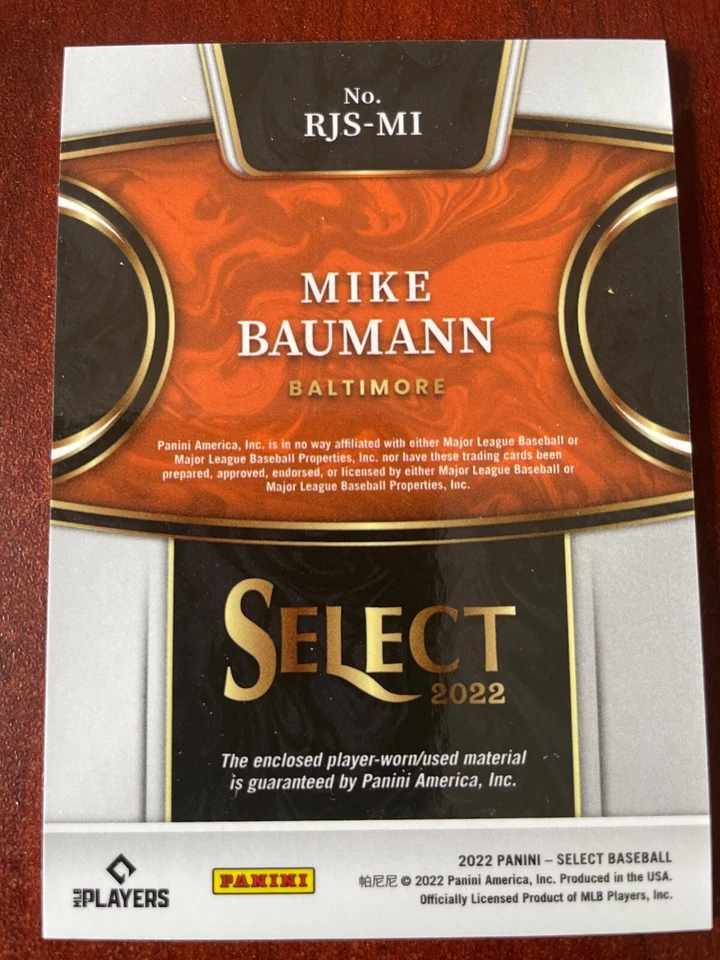 No.
RJS-MI
MIKE
BAUMANN
BALTIMORE
Panini America, Inc. is in no way affiliated with either Major League Baseball or
Major League Baseball Properties, Inc. nor have these trading cards been
prepared, approved, endorsed, or licensed by either Major League Baseball or
Major League Baseball Properties, Inc.
SELECT
2022
The enclosed player-worn/used material
is guaranteed by Panini America, Inc.
MLB PLAYERS
PANINI
2022 PANINI – SELECT BASEBALL
帕尼尼 © 2022 Panini America, Inc. Produced in the USA.
Officially Licensed Product of MLB Players, Inc.